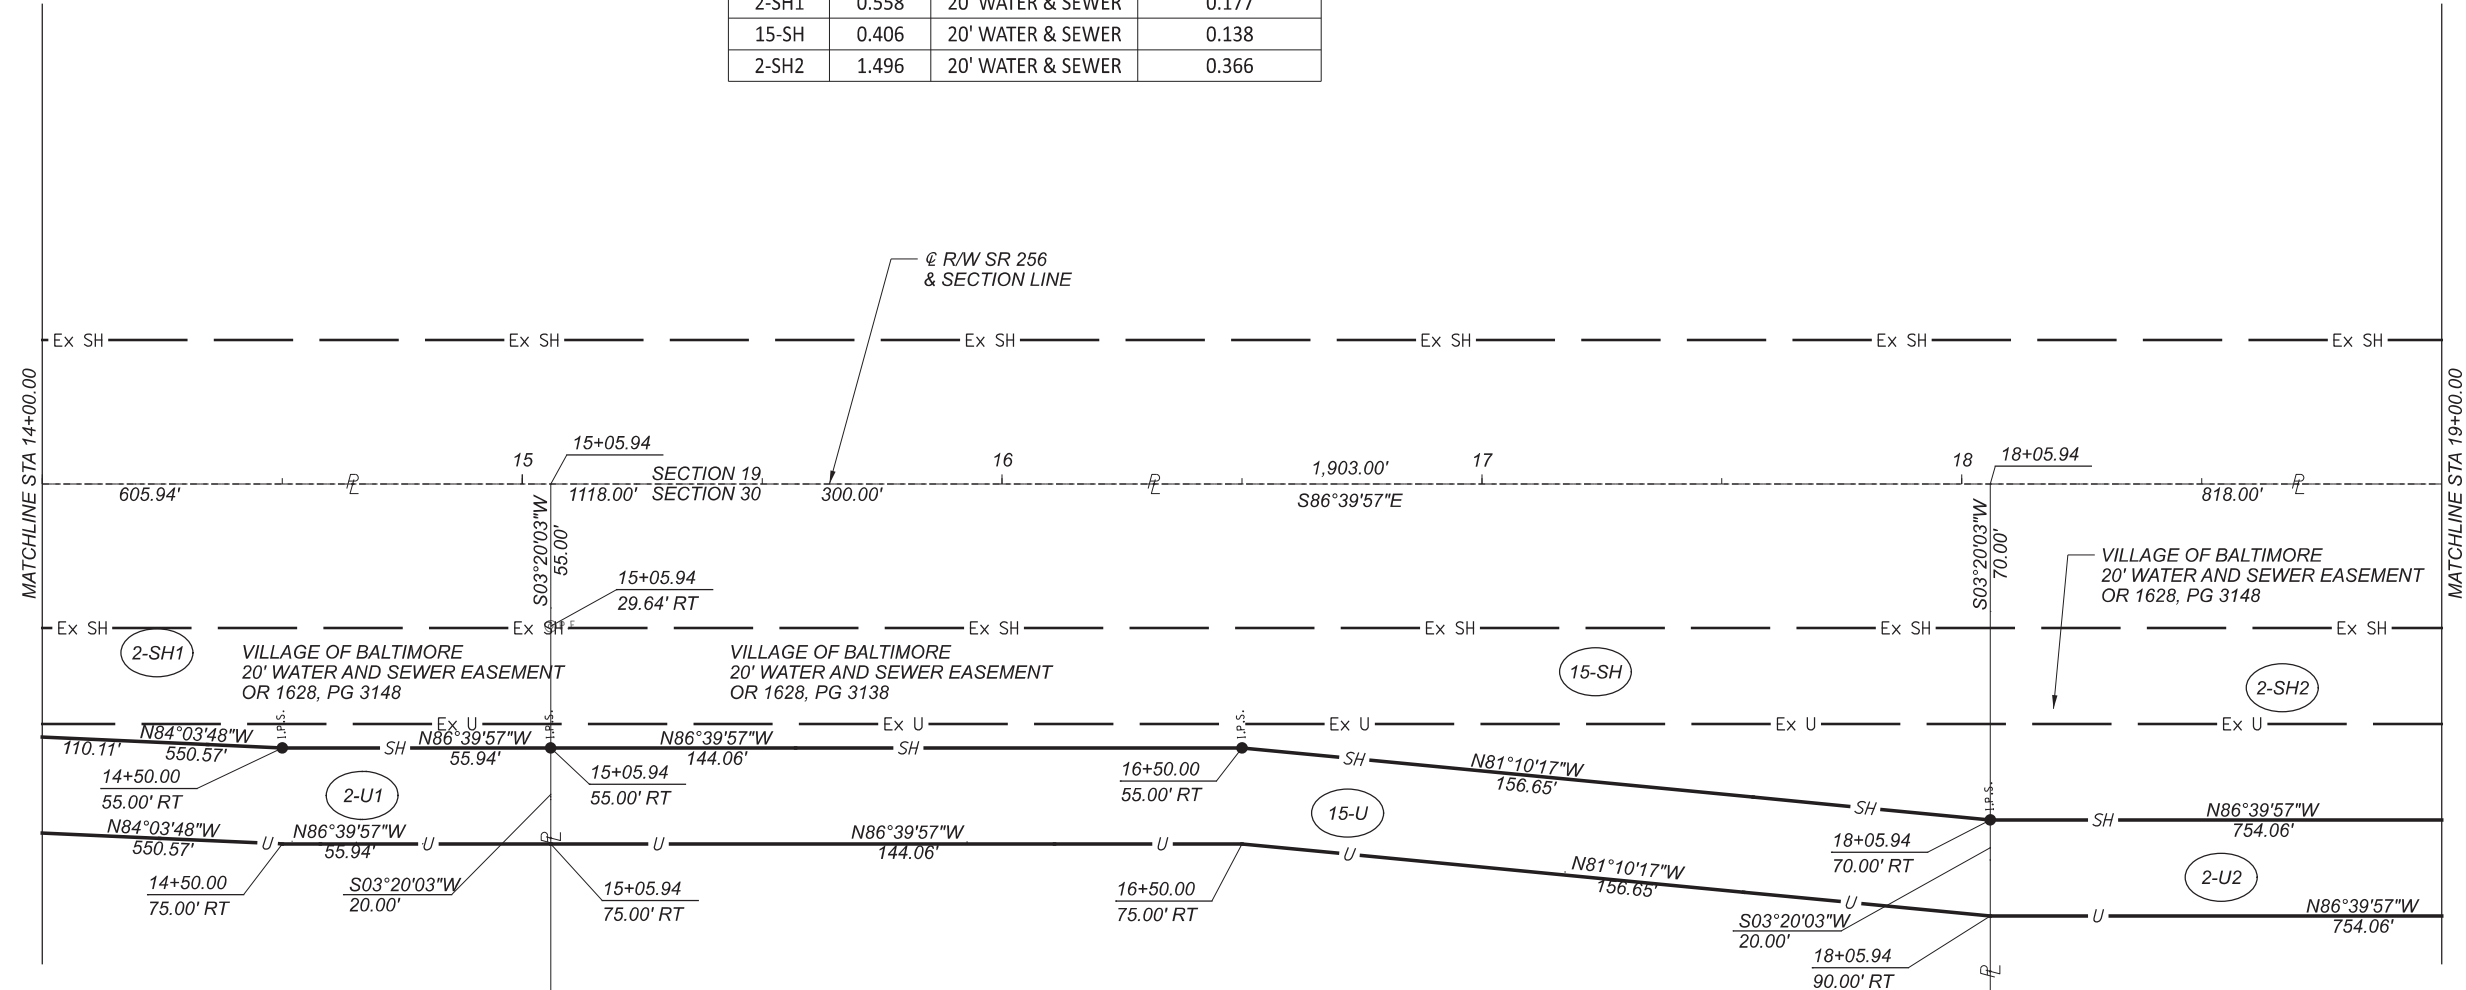 2-SH1 0.558 20' WATER & SEWER 0.177
15-SH 0.406 20' WATER & SEWER 0.138
2-SH2 1.496 20' WATER & SEWER 0.366
℄ R/W SR 256
& SECTION LINE
Ex SH Ex SH Ex SH Ex SH Ex SH Ex SH
MATCHLINE STA 14+00.00
MATCHLINE STA 19+00.00
15+05.94
18+05.94
15 16 17 18
SECTION 19
SECTION 30
605.94'
PL
1118.00'
300.00'
PL
1,903.00'
S86°39'57"E
818.00'
PL
S03°20'03"W
55.00'
S03°20'03"W
70.00'
15+05.94
29.64' RT
VILLAGE OF BALTIMORE
20' WATER AND SEWER EASEMENT
OR 1628, PG 3148
Ex SH Ex SH Ex SH Ex SH Ex SH Ex SH
2-SH1
VILLAGE OF BALTIMORE
20' WATER AND SEWER EASEMENT
OR 1628, PG 3148
VILLAGE OF BALTIMORE
20' WATER AND SEWER EASEMENT
OR 1628, PG 3138
15-SH
2-SH2
I.P.S.
I.P.S.
I.P.S.
I.P.S.
Ex U Ex U Ex U Ex U Ex U
110.11'
N84°03'48"W
550.57'
SH
N86°39'57"W
55.94'
N86°39'57"W
144.06'
SH
SH
N81°10'17"W
156.65'
SH
SH
N86°39'57"W
754.06'
14+50.00
55.00' RT
2-U1
15+05.94
55.00' RT
16+50.00
55.00' RT
15-U
18+05.94
70.00' RT
2-U2
N84°03'48"W
550.57'
U
N86°39'57"W
55.94'
U
PL
U
N86°39'57"W
144.06'
U
U
N81°10'17"W
156.65'
U
U
N86°39'57"W
754.06'
14+50.00
75.00' RT
S03°20'03"W
20.00'
15+05.94
75.00' RT
16+50.00
75.00' RT
S03°20'03"W
20.00'
18+05.94
90.00' RT
PL